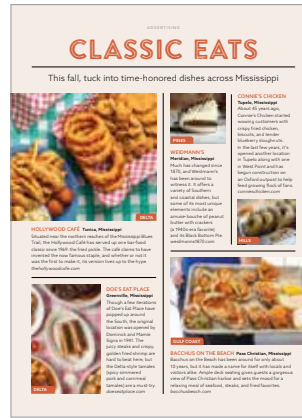 ADVERTISING
CLASSIC EATS
This fall, tuck into time-honored dishes across Mississippi
DELTA
HOLLYWOOD CAFÉ Tunica, Mississippi
Situated near the northern reaches of the Mississippi Blues
Trail, the Hollywood Café has served up one bar-food
classic since 1969: the fried pickle. The café claims to have
invented the now famous staple, and whether or not it
was the first to make it, its version lives up to the hype.
thehollywoodcafe.com
DELTA
DOE'S EAT PLACE
Greenville, Mississippi
Though a few iterations
of Doe's Eat Place have
popped up around
the South, the original
location was opened by
Dominick and Mamie
Signa in 1941. The
juicy steaks and crispy,
golden fried shrimp are
hard to beat here, but
the Delta-style tamales
(spicy simmered
pork and cornmeal
tamales) are a must-try.
doeseatplace.com
PINES
WEIDMANN'S
Meridian, Mississippi
Much has changed since
1870, and Weidmann's
has been around to
witness it. It offers a
variety of Southern
and coastal dishes, but
some of its most unique
elements include an
amuse-bouche of peanut
butter with crackers
(a 1940s-era favorite)
and its Black Bottom Pie.
weidmanns1870.com
CONNIE'S CHICKEN
Tupelo, Mississippi
About 45 years ago,
Connie's Chicken started
wowing customers with
crispy fried chicken,
biscuits, and tender
blueberry doughnuts.
In the last few years, it's
opened another location
in Tupelo along with one
in West Point and has
begun construction on
an Oxford outpost to help
feed growing flock of fans.
connieschicken.com
HILLS
GULF COAST
BACCHUS ON THE BEACH Pass Christian, Mississippi
Bacchus on the Beach has been around for only about
10 years, but it has made a name for itself with locals and
visitors alike. Ample deck seating gives guests a gorgeous
view of Pass Christian harbor and sets the mood for a
relaxing meal of seafood, steaks, and fresh favorites.
bacchusbeach.com